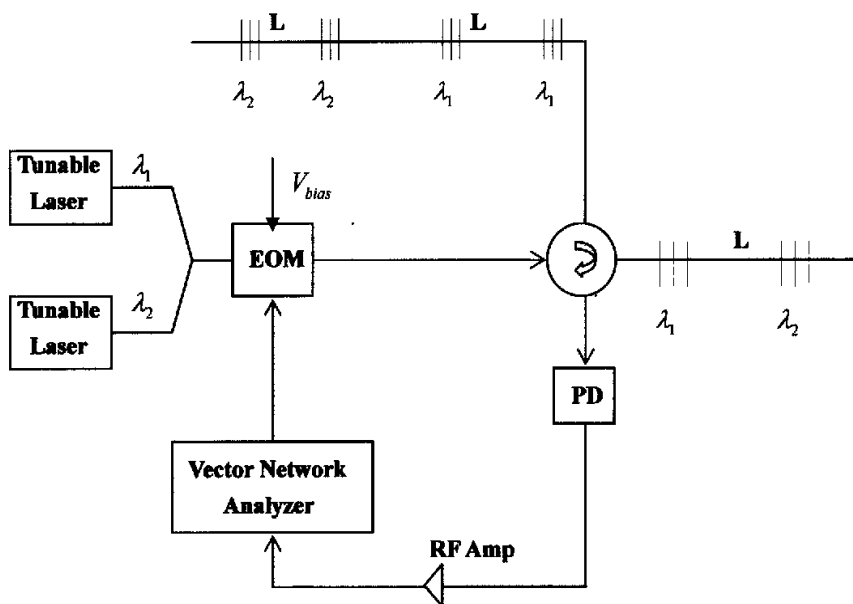 L
L
λ₂
λ₂
λ₁
λ₁
Tunable
Laser
λ₁
V_bias
EOM
L
Tunable
Laser
λ₂
λ₁
λ₂
PD
Vector Network
Analyzer
RF Amp